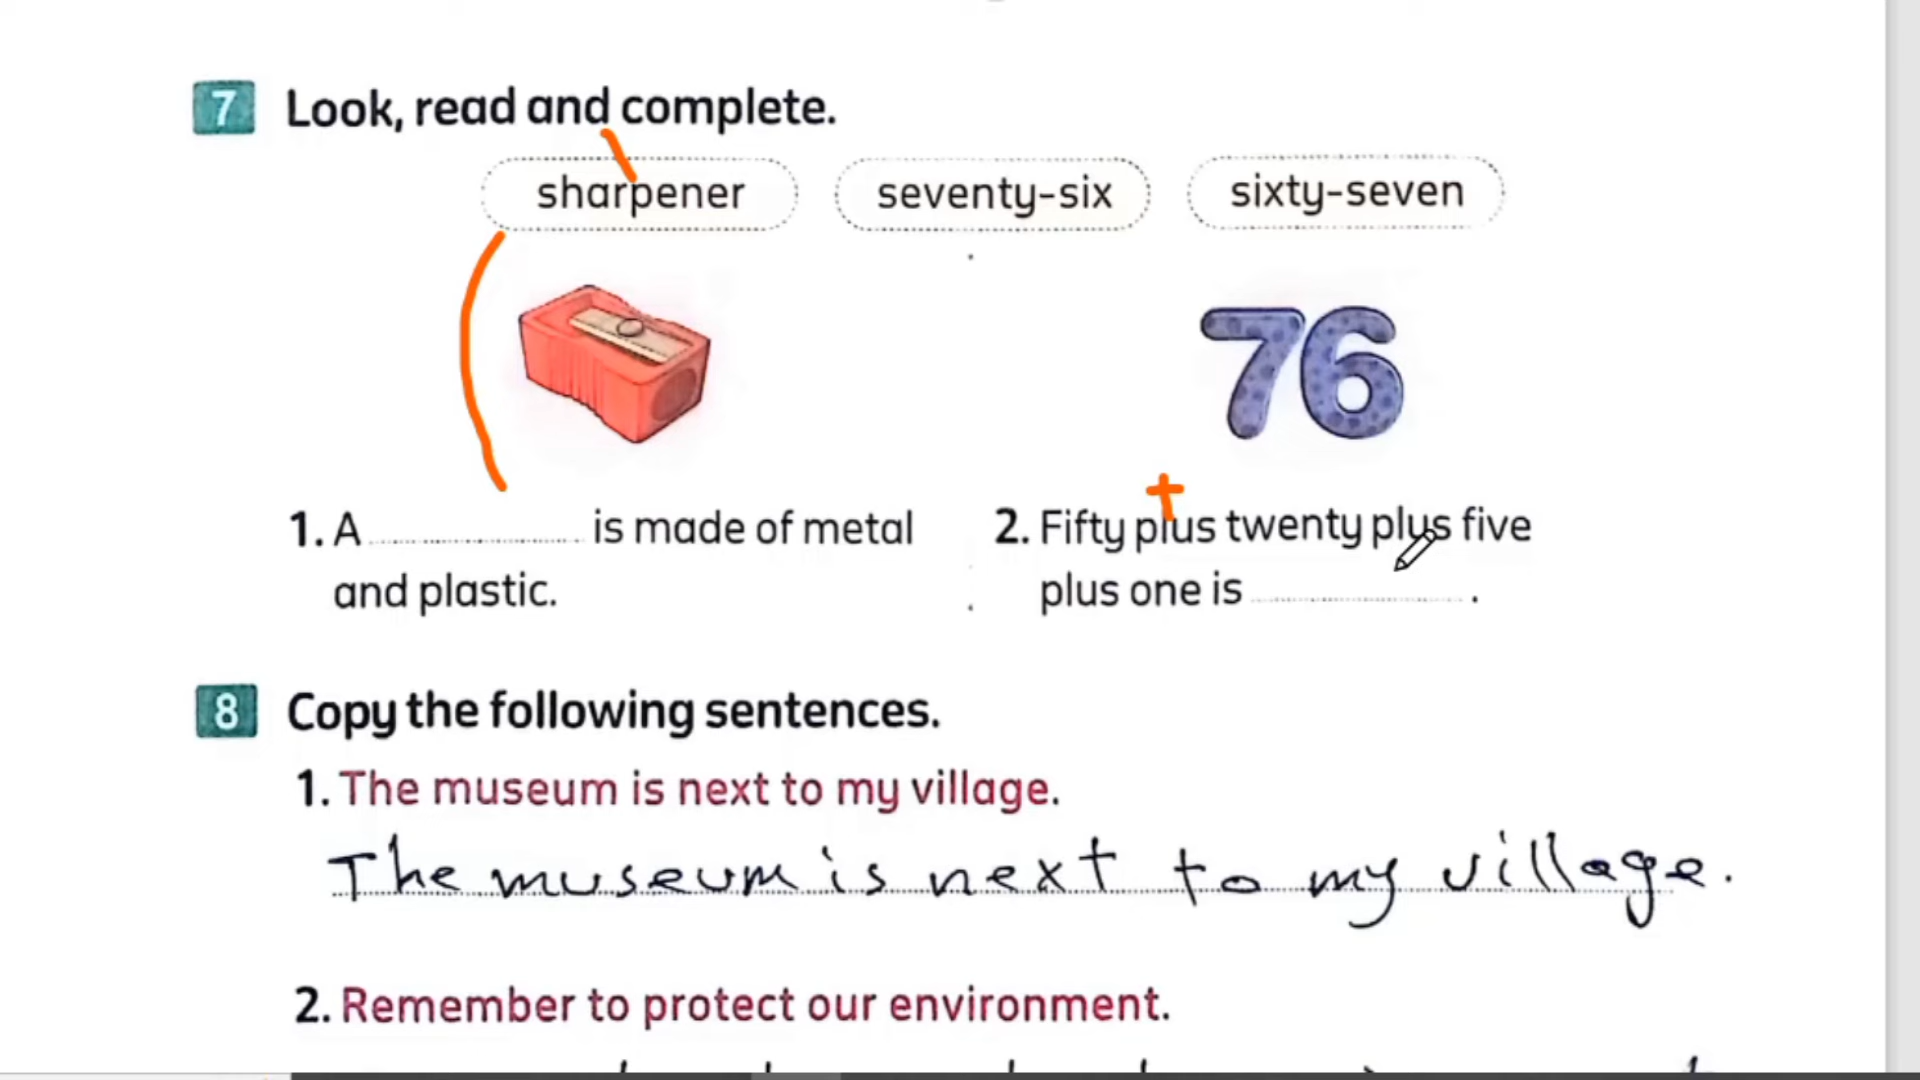 7 Look, read and complete.
sharpener seventy-six sixty-seven
76
+
1. A .................... is made of metal
and plastic.
2. Fifty plus twenty plus five
plus one is .................... .
8 Copy the following sentences.
1. The museum is next to my village.
The museum is next to my village.
2. Remember to protect our environment.